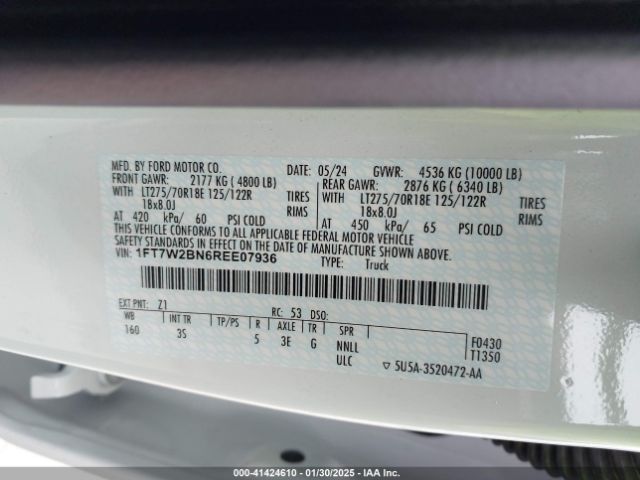 MFD. BY FORD MOTOR CO.
DATE: 05/24 GVWR: 4536 KG (10000 LB)
FRONT GAWR: 2177 KG (4800 LB)
REAR GAWR: 2876 KG (6340 LB)
WITH LT275/70R18E 125/122R TIRES
WITH LT275/70R18E 125/122R TIRES
18x8.0J RIMS
18x8.0J RIMS
AT 420 kPa/ 60 PSI COLD
AT 450 kPa/ 65 PSI COLD
THIS VEHICLE CONFORMS TO ALL APPLICABLE FEDERAL MOTOR VEHICLE
SAFETY STANDARDS IN EFFECT ON THE DATE OF MANUFACTURE SHOWN ABOVE.
VIN: 1FT7W2BN6REE07936
TYPE: Truck
EXT PNT: Z1 RC: 53 DSO:
WB INT TR TP/PS R AXLE TR SPR
160 3S 5 3E G NNLL
ULC
F0430
T1350
5U5A-3520472-AA
000-41424610 - 01/30/2025 - IAA Inc.